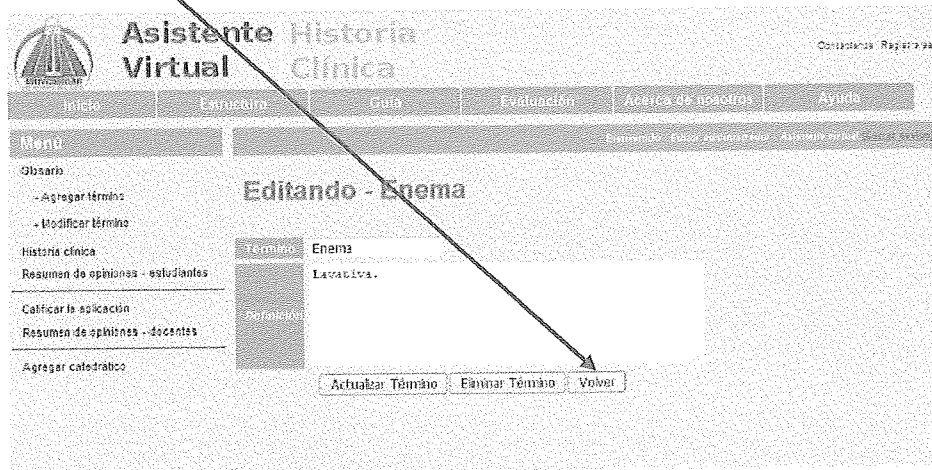 Asistente Historia
Virtual Clínica
Inicio Estructura Guía Evaluación Acerca de nosotros Ayuda
Menú
Glosario
- Agregar término
- Modificar término
Historia clínica
Resumen de opiniones - estudiantes
Calificar la aplicación
Resumen de opiniones - docentes
Agregar catedrático
Editando - Enema
Término Enema
Definición Lavativa.
Actualizar Término Eliminar Término Volver